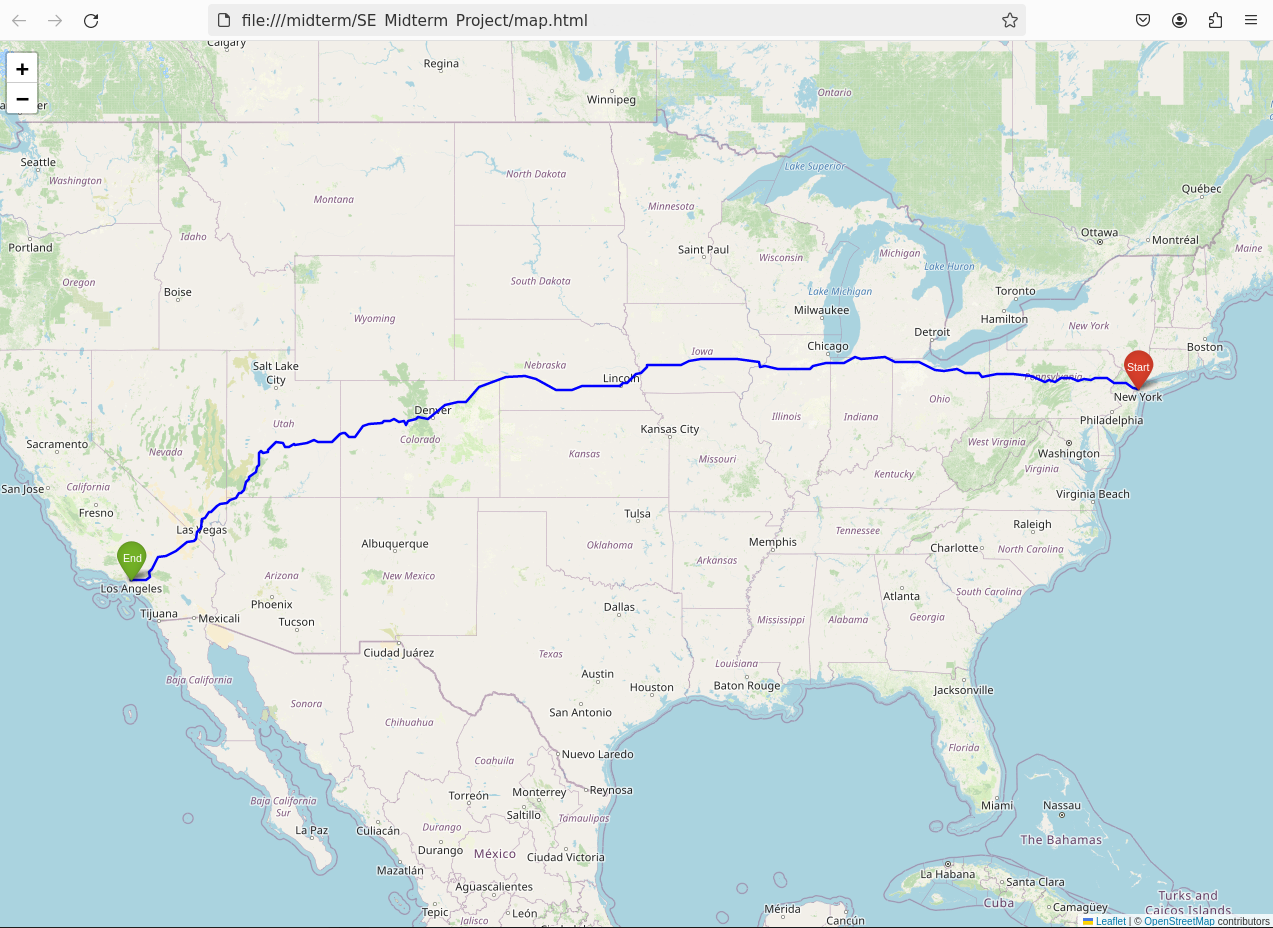 file:///midterm/SE Midterm Project/map.html
+
−
Calgary
Regina
Winnipeg
Ontario
Seattle
Washington
North Dakota
Lake Superior
Québec
Montana
Minnesota
Portland
Idaho
Saint Paul
Wisconsin
Michigan
Ottawa
Montréal
Maine
Oregon
Boise
South Dakota
Lake Michigan
Lake Huron
Toronto
Wyoming
Milwaukee
Hamilton
New York
Detroit
Chicago
Boston
Iowa
Salt Lake
City
Nebraska
Lincoln
Pennsylvania
Start
New York
Denver
Ohio
Illinois
Indiana
Philadelphia
Utah
Colorado
Kansas City
Sacramento
Nevada
Kansas
Missouri
West Virginia
Washington
Virginia
Kentucky
San Jose
California
Virginia Beach
Fresno
Las Vegas
Tulsa
Raleigh
Tennessee
Albuquerque
Oklahoma
Memphis
Charlotte
North Carolina
End
Arkansas
Los Angeles
Arizona
New Mexico
South Carolina
Atlanta
Phoenix
Dallas
Tijuana
Mexicali
Tucson
Mississippi
Alabama
Georgia
Ciudad Juárez
Texas
Louisiana
Baja California
Austin
Houston
Baton Rouge
Jacksonville
Sonora
San Antonio
Chihuahua
Florida
Nuevo Laredo
Coahuila
Torreón
Monterrey
Reynosa
Baja California
Sur
Saltillo
Tamaulipas
Miami
Nassau
La Paz
Culiacán
Durango
The Bahamas
Durango
México
Ciudad Victoria
Mazatlán
La Habana
Santa Clara
Aguascalientes
Turks and
Caicos Islands
Cuba
Camagüey
Tepic
León
Jalisco
Mérida
Cancún
Leaflet | © OpenStreetMap contributors